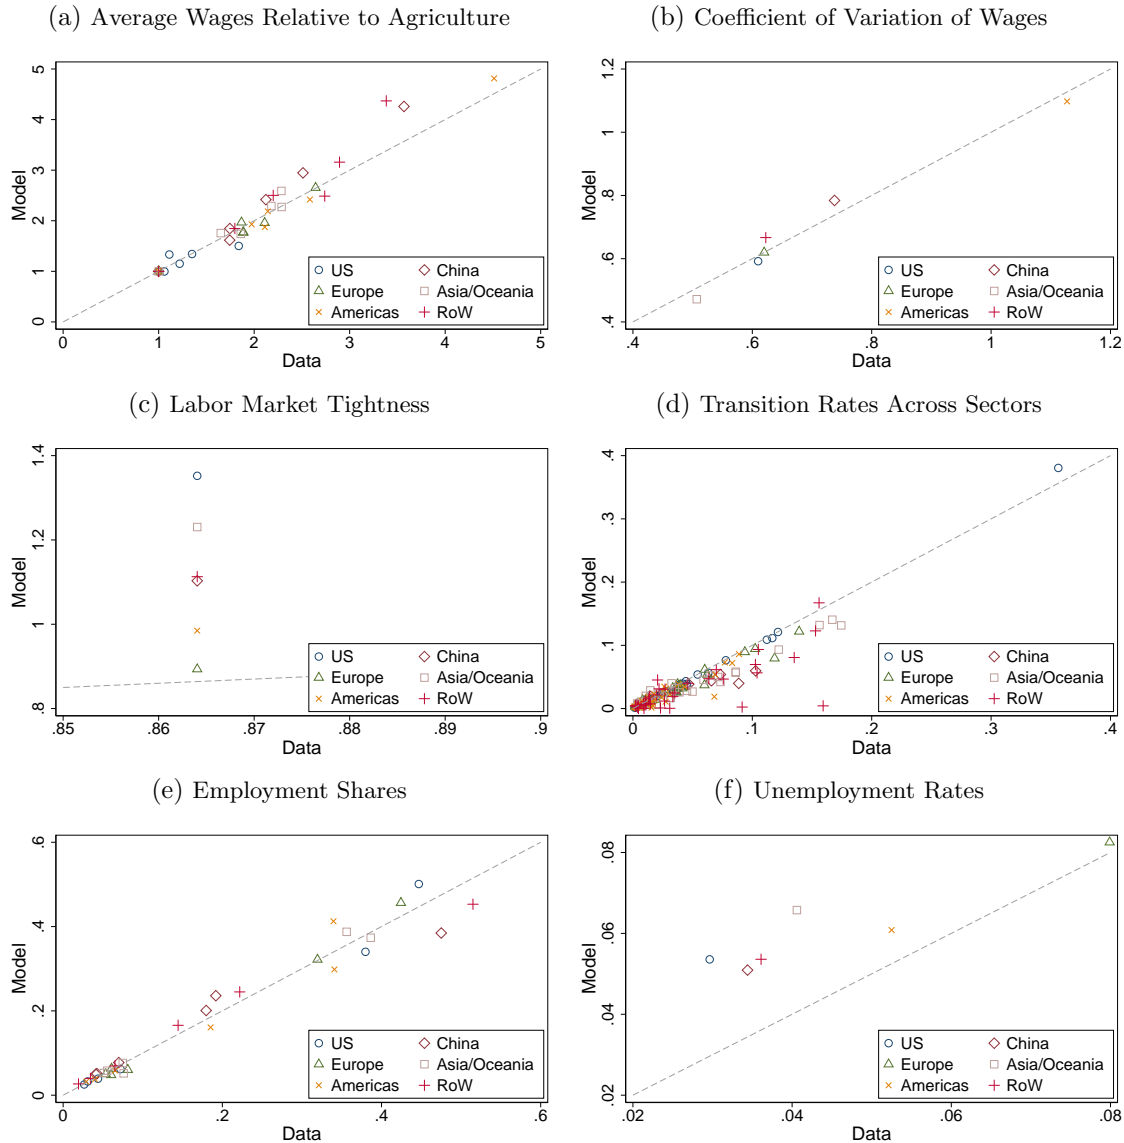 (a) Average Wages Relative to Agriculture
5
4
3
2
1
0
Model
0 1 2 3 4 5
Data
US China
Europe Asia/Oceania
Americas RoW
(b) Coefficient of Variation of Wages
1.2
1
.8
.6
.4
Model
.4 .6 .8 1 1.2
Data
US China
Europe Asia/Oceania
Americas RoW
(c) Labor Market Tightness
1.4
1.2
1
.8
Model
.85 .86 .87 .88 .89 .9
Data
US China
Europe Asia/Oceania
Americas RoW
(d) Transition Rates Across Sectors
.4
.3
.2
.1
0
Model
0 .1 .2 .3 .4
Data
US China
Europe Asia/Oceania
Americas RoW
(e) Employment Shares
.6
.4
.2
0
Model
0 .2 .4 .6
Data
US China
Europe Asia/Oceania
Americas RoW
(f) Unemployment Rates
.08
.06
.04
.02
Model
.02 .04 .06 .08
Data
US China
Europe Asia/Oceania
Americas RoW